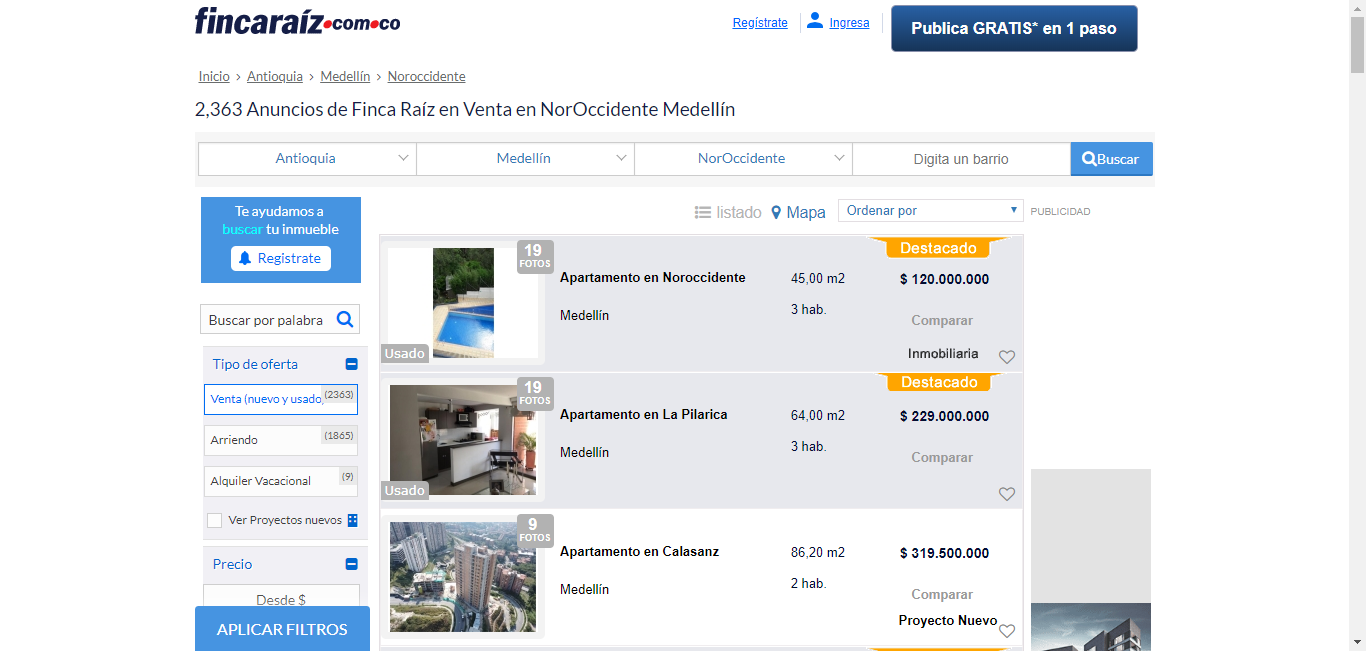 fincaraíz.com.co
Regístrate
Ingresa
Publica GRATIS* en 1 paso
Inicio › Antioquia › Medellín › Noroccidente
2,363 Anuncios de Finca Raíz en Venta en NorOccidente Medellín
Antioquia
Medellín
NorOccidente
Digita un barrio
Buscar
Te ayudamos a
buscar tu inmueble
Registrate
Buscar por palabra
Tipo de oferta
Venta (nuevo y usado)
(2363)
Arriendo
(1865)
Alquiler Vacacional
(9)
Ver Proyectos nuevos
Precio
Desde $
APLICAR FILTROS
listado
Mapa
Ordenar por
PUBLICIDAD
19
FOTOS
Usado
Apartamento en Noroccidente
Medellín
45,00 m2
3 hab.
Destacado
$ 120.000.000
Comparar
Inmobiliaria
19
FOTOS
Usado
Apartamento en La Pilarica
Medellín
64,00 m2
3 hab.
Destacado
$ 229.000.000
Comparar
9
FOTOS
Apartamento en Calasanz
Medellín
86,20 m2
2 hab.
$ 319.500.000
Comparar
Proyecto Nuevo